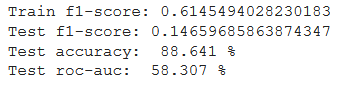 Train f1-score: 0.6145494028230183
Test f1-score: 0.14659685863874347
Test accuracy:  88.641 %
Test roc-auc:  58.307 %